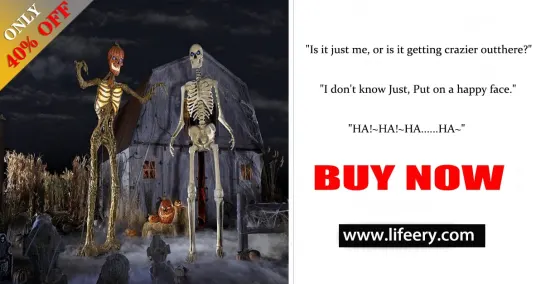 ONLY
40% OFF
"Is it just me, or is it getting crazier outthere?"
"I don't know Just, Put on a happy face."
"HA!~HA!~HA......HA~"
BUY NOW
www.lifeery.com